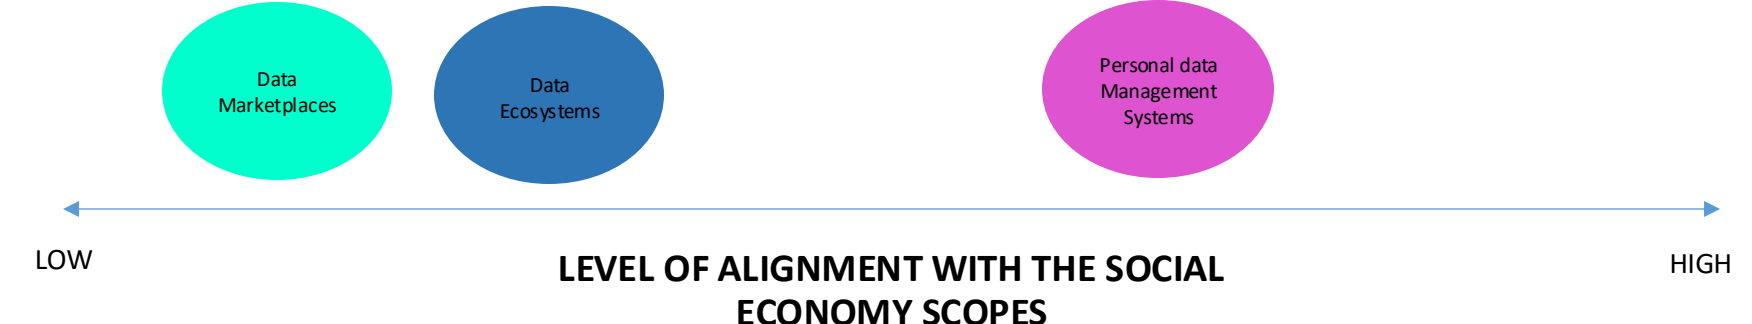 Data
Marketplaces
Data
Ecosystems
Personal data
Management
Systems
LOW
HIGH
LEVEL OF ALIGNMENT WITH THE SOCIAL
ECONOMY SCOPES